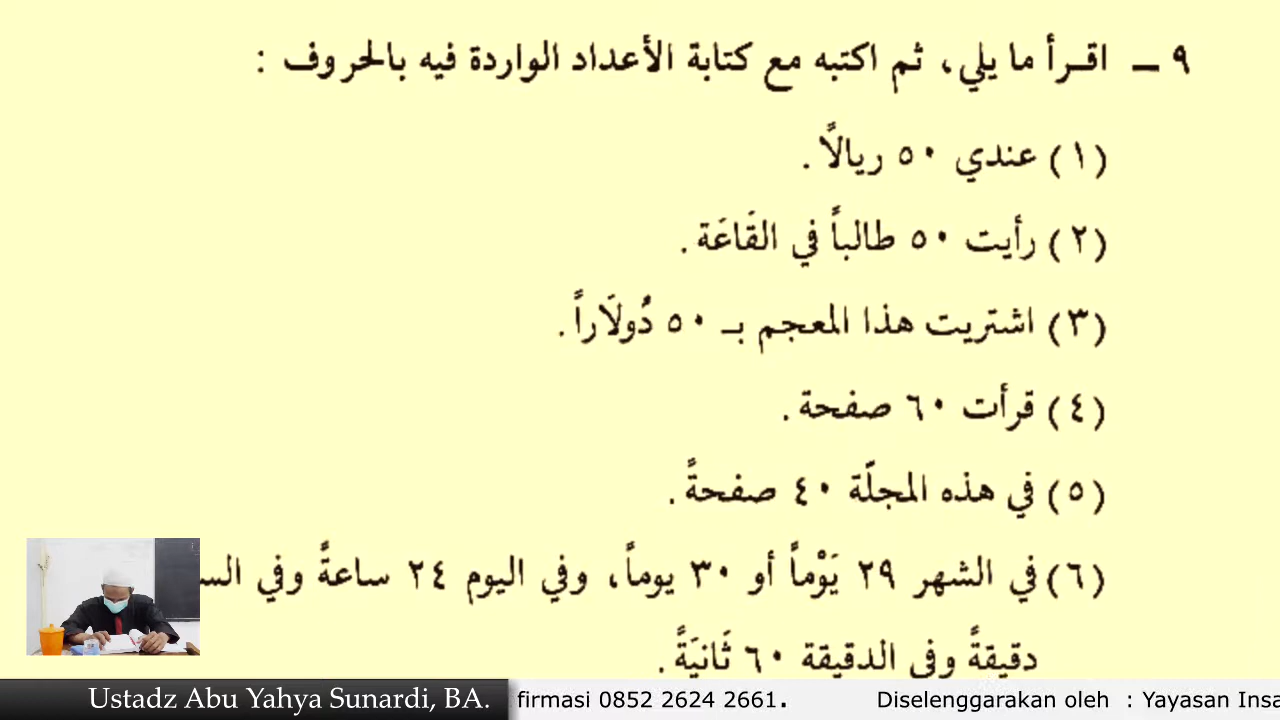 ٩ ــ اقـرأ ما يلي، ثم اكتبه مع كتابة الأعداد الواردة فيه بالحروف :
(١) عندي ٥٠ ريالاً .
(٢) رأيت ٥٠ طالباً في القَاعَة .
(٣) اشتريت هذا المعجم بـ ٥٠ دُولَاراً .
(٤) قرأت ٦٠ صفحة .
(٥) في هذه المجلّة ٤٠ صفحةً .
(٦) في الشهر ٢٩ يَوْماً أو ٣٠ يوماً، وفي اليوم ٢٤ ساعةً وفي
دقيقةً وفي الدقيقة ٦٠ ثَانيَةً .
Ustadz Abu Yahya Sunardi, BA. firmasi 0852 2624 2661. Diselenggarakan oleh : Yayasan Insa